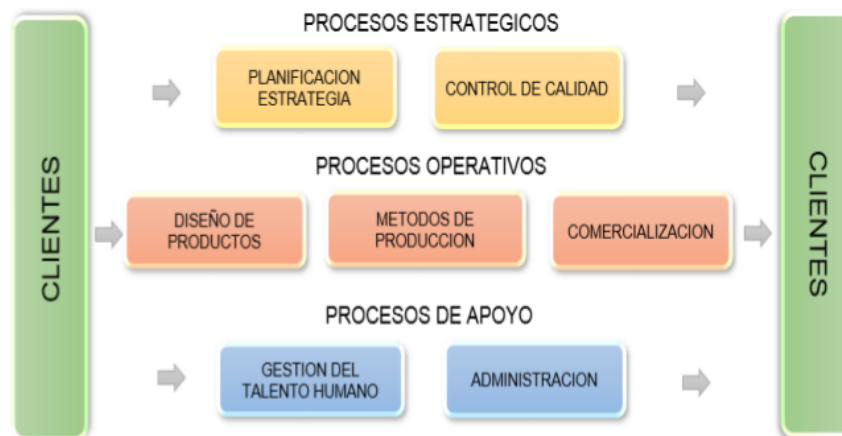 PROCESOS ESTRATEGICOS
PLANIFICACION
ESTRATEGIA
CONTROL DE CALIDAD
CLIENTES
PROCESOS OPERATIVOS
DISEÑO DE
PRODUCTOS
METODOS DE
PRODUCCION
COMERCIALIZACION
CLIENTES
PROCESOS DE APOYO
GESTION DEL
TALENTO HUMANO
ADMINISTRACION